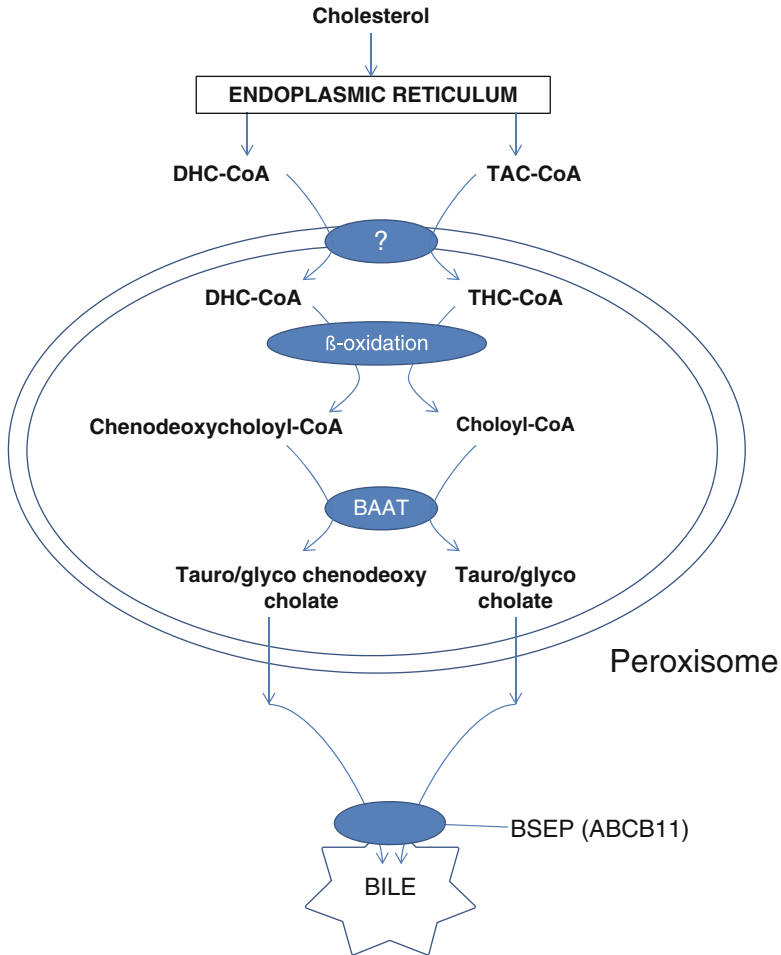 Cholesterol
ENDOPLASMIC RETICULUM
DHC-CoA
TAC-CoA
?
DHC-CoA
THC-CoA
ß-oxidation
Chenodeoxycholoyl-CoA
Choloyl-CoA
BAAT
Tauro/glyco chenodeoxy
cholate
Tauro/glyco
cholate
Peroxisome
BSEP (ABCB11)
BILE